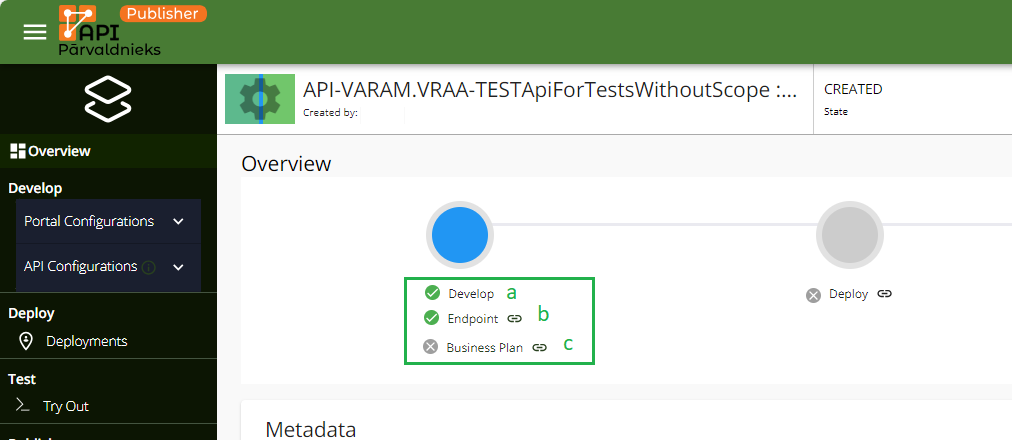 Publisher
API
Pārvaldnieks
API-VARAM.VRAA-TESTApiForTestsWithoutScope :...
Created by:
CREATED
State
Overview
Develop
Portal Configurations
API Configurations
Deploy
Deployments
Test
Try Out
Overview
Develop a
Endpoint b
Business Plan c
Deploy
Metadata